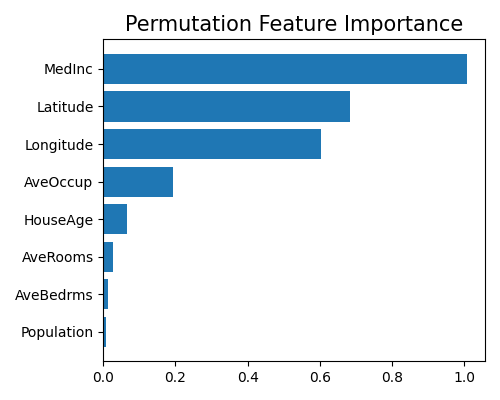 Permutation Feature Importance
MedInc
Latitude
Longitude
AveOccup
HouseAge
AveRooms
AveBedrms
Population
0.0 0.2 0.4 0.6 0.8 1.0